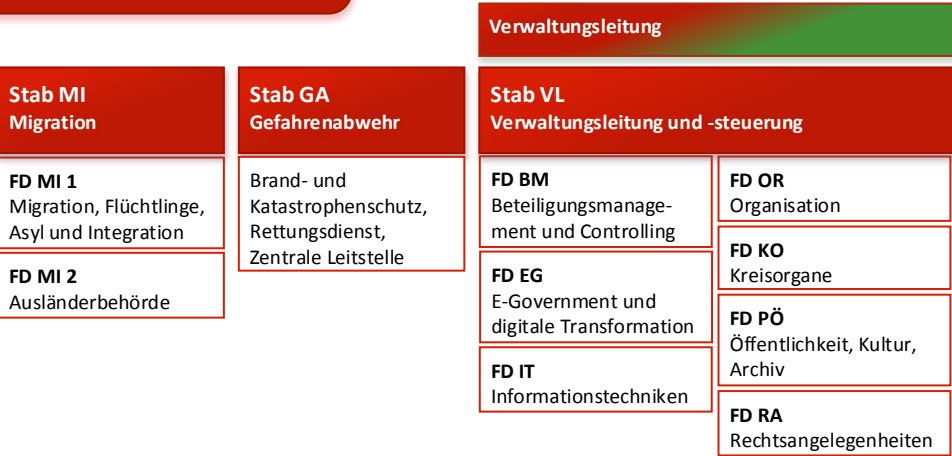 Verwaltungsleitung
Stab MI
Migration
FD MI 1
Migration, Flüchtlinge,
Asyl und Integration
FD MI 2
Ausländerbehörde
Stab GA
Gefahrenabwehr
Brand- und
Katastrophenschutz,
Rettungsdienst,
Zentrale Leitstelle
Stab VL
Verwaltungsleitung und -steuerung
FD BM
Beteiligungsmanage-
ment und Controlling
FD EG
E-Government und
digitale Transformation
FD IT
Informationstechniken
FD OR
Organisation
FD KO
Kreisorgane
FD PÖ
Öffentlichkeit, Kultur,
Archiv
FD RA
Rechtsangelegenheiten